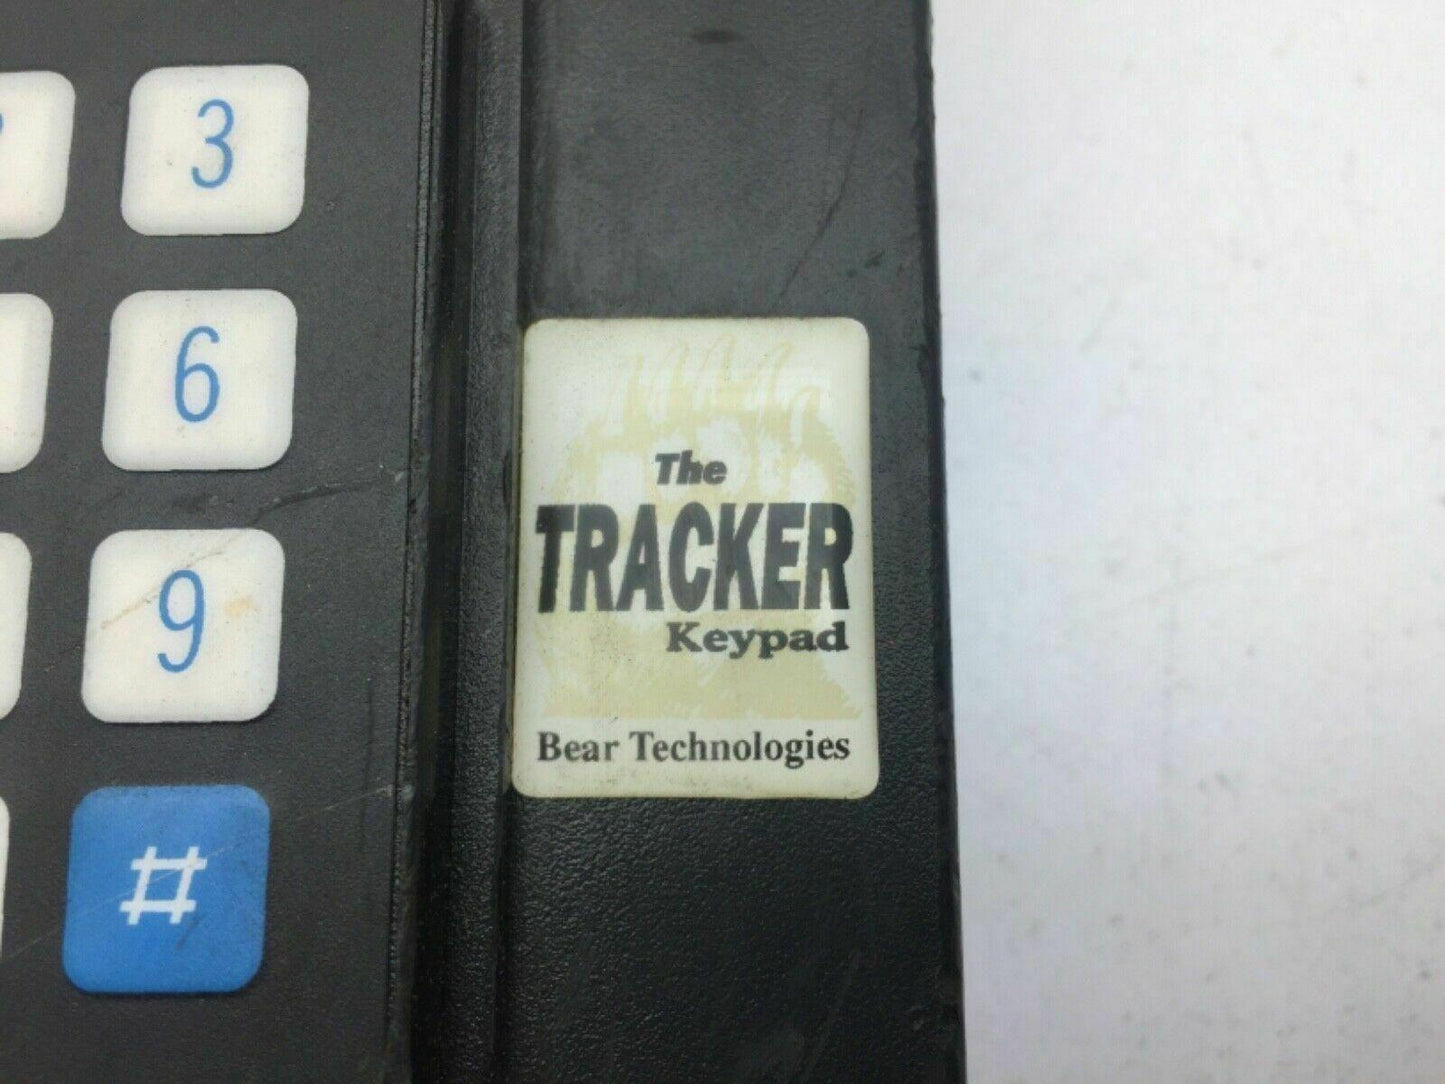 3
6
9
#
The
TRACKER
Keypad
Bear Technologies